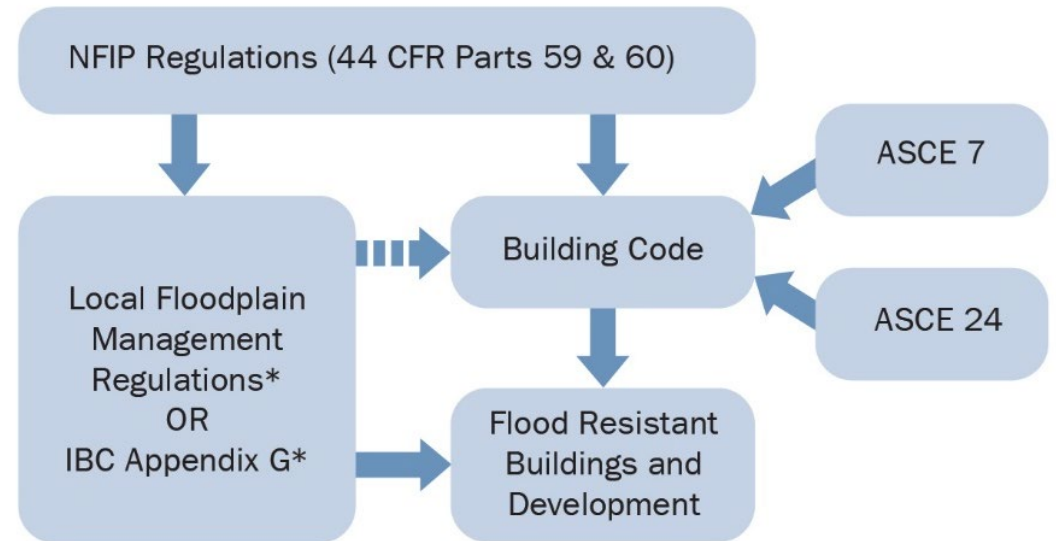 NFIP Regulations (44 CFR Parts 59 & 60)
ASCE 7
Building Code
Local Floodplain
Management
Regulations*
OR
IBC Appendix G*
ASCE 24
Flood Resistant
Buildings and
Development